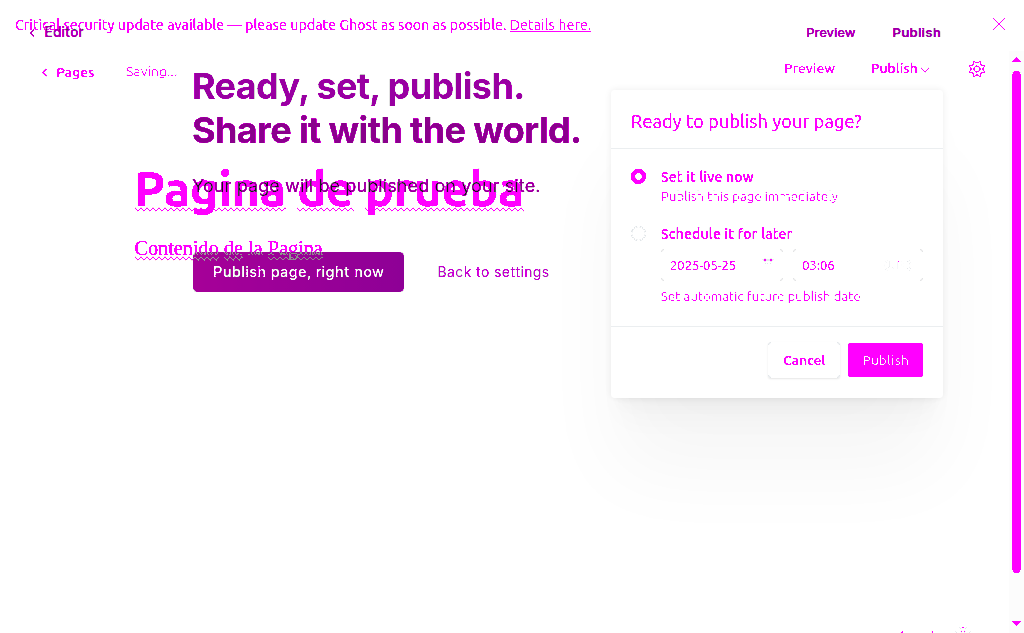 Critical security update available — please update Ghost as soon as possible. Details here.
Editor
Preview
Publish
Pages
Saving...
Preview
Publish
Ready, set, publish.
Share it with the world.
Your page will be published on your site.
Pagina de prueba
Contenido de la Pagina
Publish page, right now
Back to settings
Ready to publish your page?
Set it live now
Publish this page immediately
Schedule it for later
2025-05-25
03:06
Set automatic future publish date
Cancel
Publish